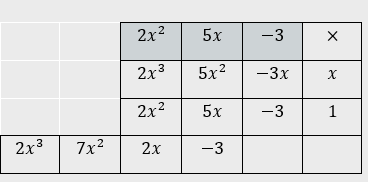 2x² 5x −3 ×
2x³ 5x² −3x x
2x² 5x −3 1
2x³ 7x² 2x −3